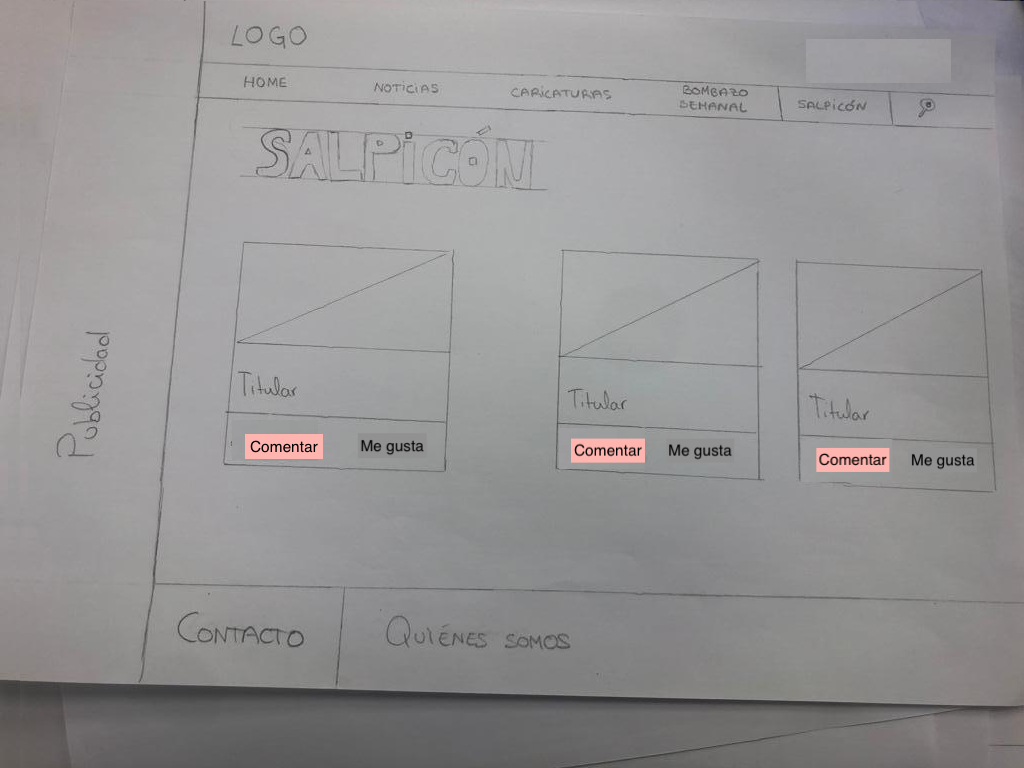 LOGO
HOME
NOTICIAS
CARICATURAS
BOMBAZO
SEMANAL
SALPICÓN
SALPICÓN
Publicidad
Titular
Titular
Titular
Comentar
Me gusta
Comentar
Me gusta
Comentar
Me gusta
CONTACTO
QUIÉNES SOMOS